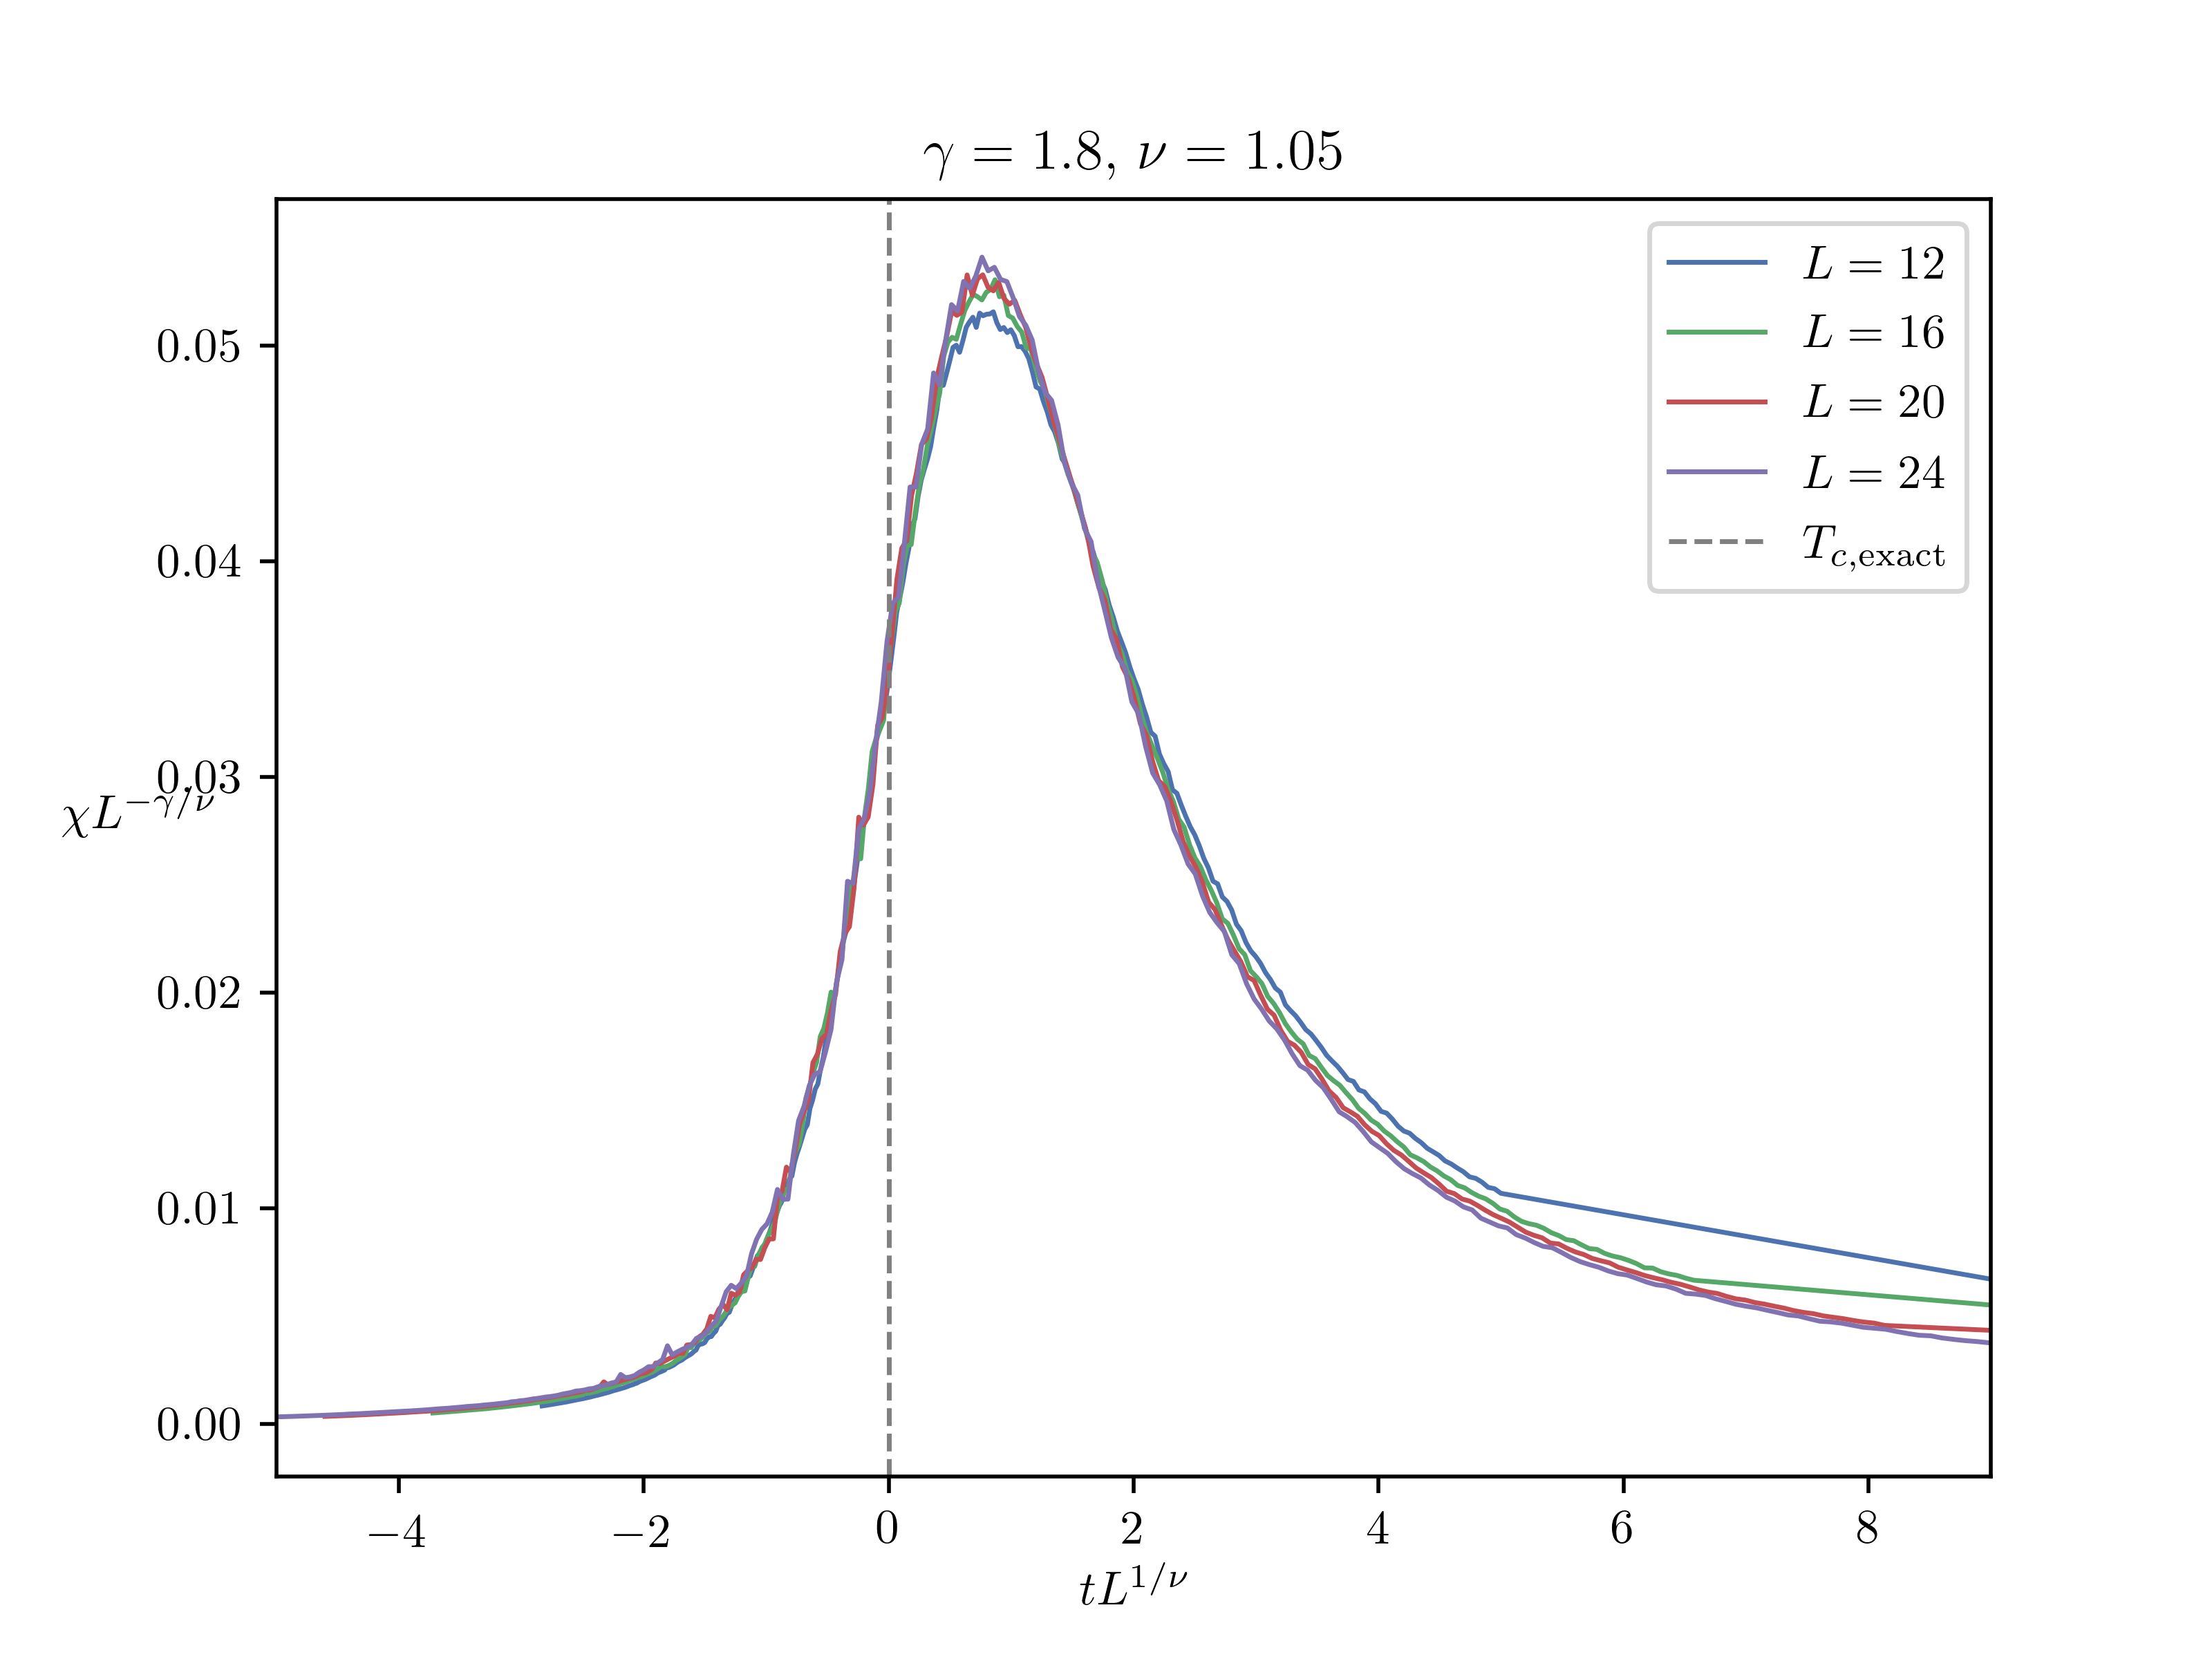 γ = 1.8, ν = 1.05
L = 12
L = 16
L = 20
L = 24
T_{c,exact}
0.05
0.04
0.03
0.02
0.01
0.00
χL^{−γ/ν}
−4 −2 0 2 4 6 8
tL^{1/ν}